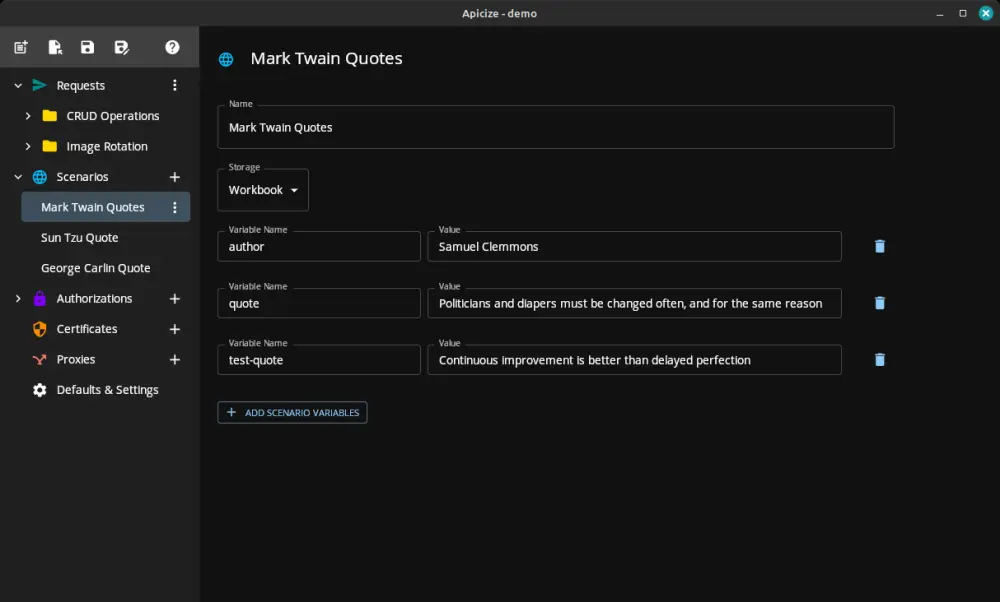 Apicize - demo
Requests
CRUD Operations
Image Rotation
Scenarios
Mark Twain Quotes
Sun Tzu Quote
George Carlin Quote
Authorizations
Certificates
Proxies
Defaults & Settings
Mark Twain Quotes
Name
Mark Twain Quotes
Storage
Workbook
Variable Name
author
Value
Samuel Clemmons
Variable Name
quote
Value
Politicians and diapers must be changed often, and for the same reason
Variable Name
test-quote
Value
Continuous improvement is better than delayed perfection
ADD SCENARIO VARIABLES